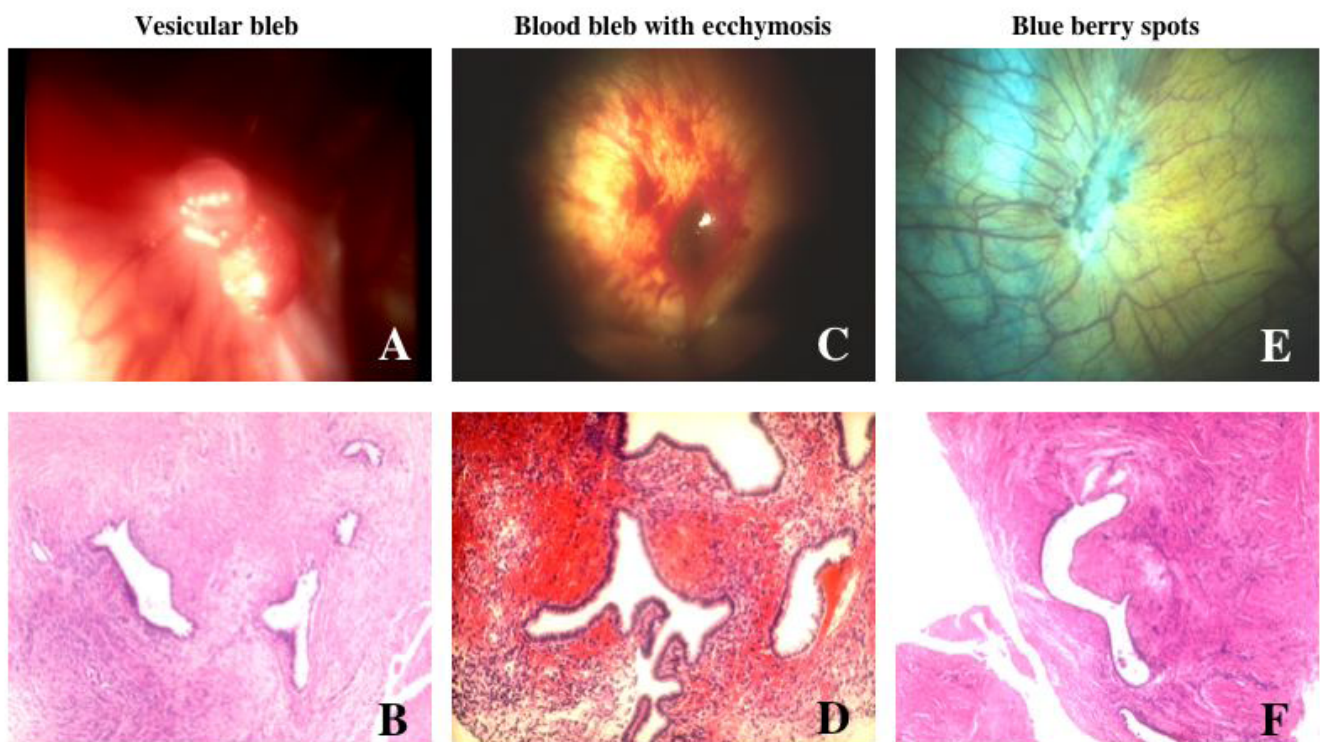 Vesicular bleb
Blood bleb with ecchymosis
Blue berry spots
A
C
E
B
D
F